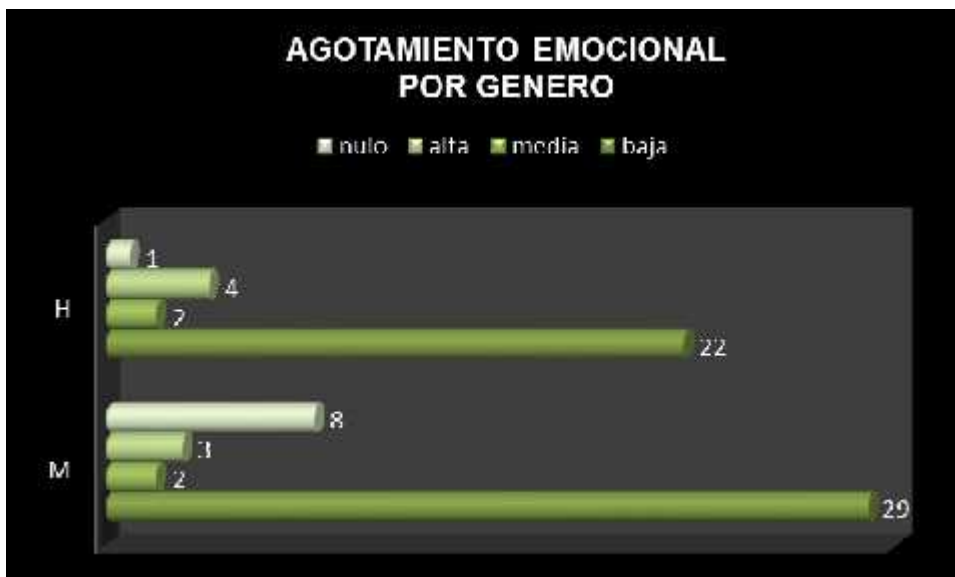 AGOTAMIENTO EMOCIONAL
POR GENERO
nulo alta media baja
H
1
4
2
22
M
8
3
2
29